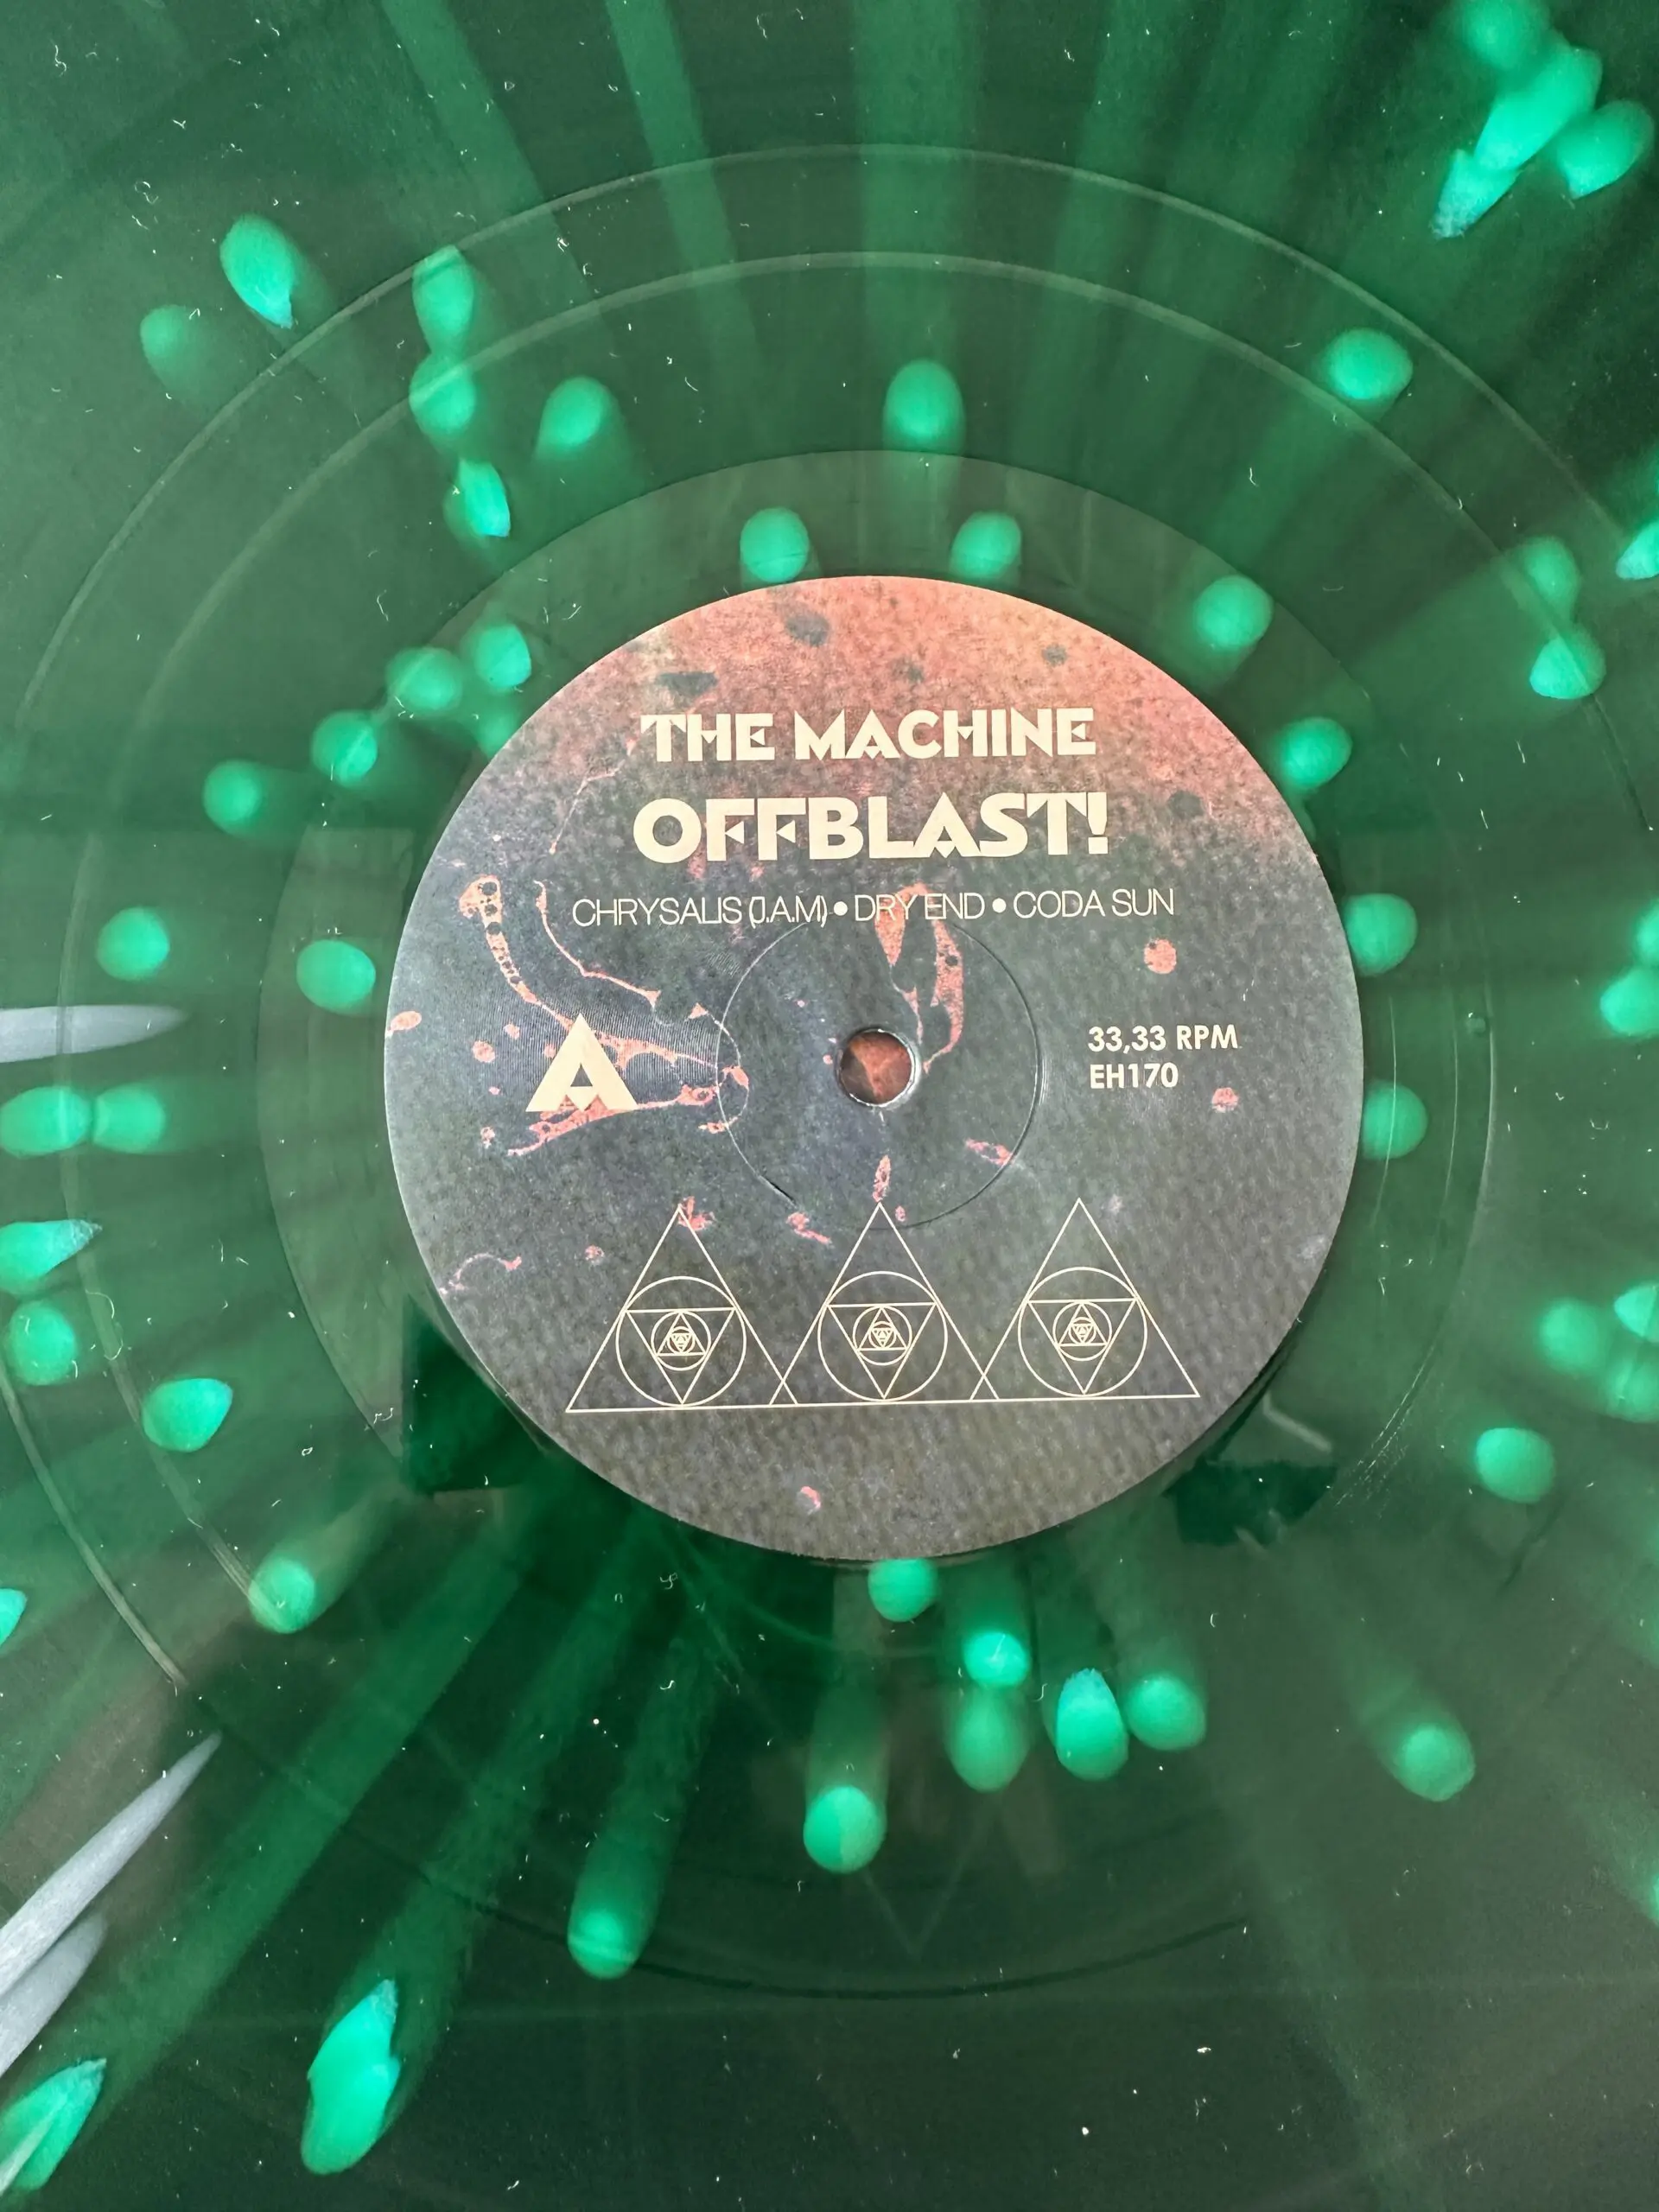 THE MACHINE
OFFBLAST!
CHRYSALIS (J.A.M) • DRY END • CODA SUN
A
33,33 RPM
EH170